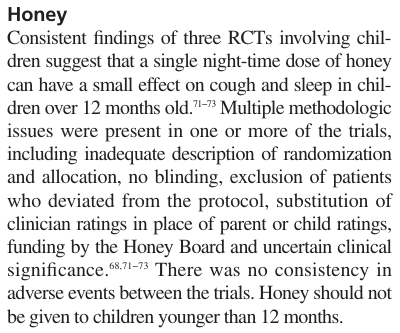 Honey
Consistent findings of three RCTs involving chil-
dren suggest that a single night-time dose of honey
can have a small effect on cough and sleep in chil-
dren over 12 months old.71–73 Multiple methodologic
issues were present in one or more of the trials,
including inadequate description of randomization
and allocation, no blinding, exclusion of patients
who deviated from the protocol, substitution of
clinician ratings in place of parent or child ratings,
funding by the Honey Board and uncertain clinical
significance.68,71–73 There was no consistency in
adverse events between the trials. Honey should not
be given to children younger than 12 months.